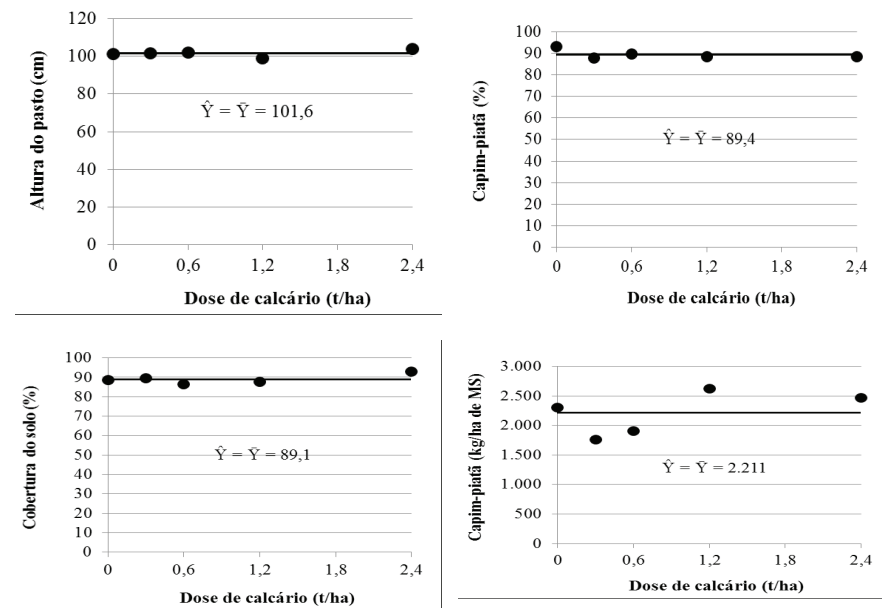 Altura do pasto (cm)
120
100
80
60
40
20
0
Ŷ = Ȳ = 101,6
0 0,6 1,2 1,8 2,4
Dose de calcário (t/ha)
Capim-piatã (%)
100
90
80
70
60
50
40
30
20
10
0
Ŷ = Ȳ = 89,4
0 0,6 1,2 1,8 2,4
Dose de calcário (t/ha)
Cobertura do solo (%)
100
90
80
70
60
50
40
30
20
10
0
Ŷ = Ȳ = 89,1
0 0,6 1,2 1,8 2,4
Dose de calcário (t/ha)
Capim-piatã (kg/ha de MS)
3.000
2.500
2.000
1.500
1.000
500
0
Ŷ = Ȳ = 2.211
0 0,6 1,2 1,8 2,4
Dose de calcário (t/ha)